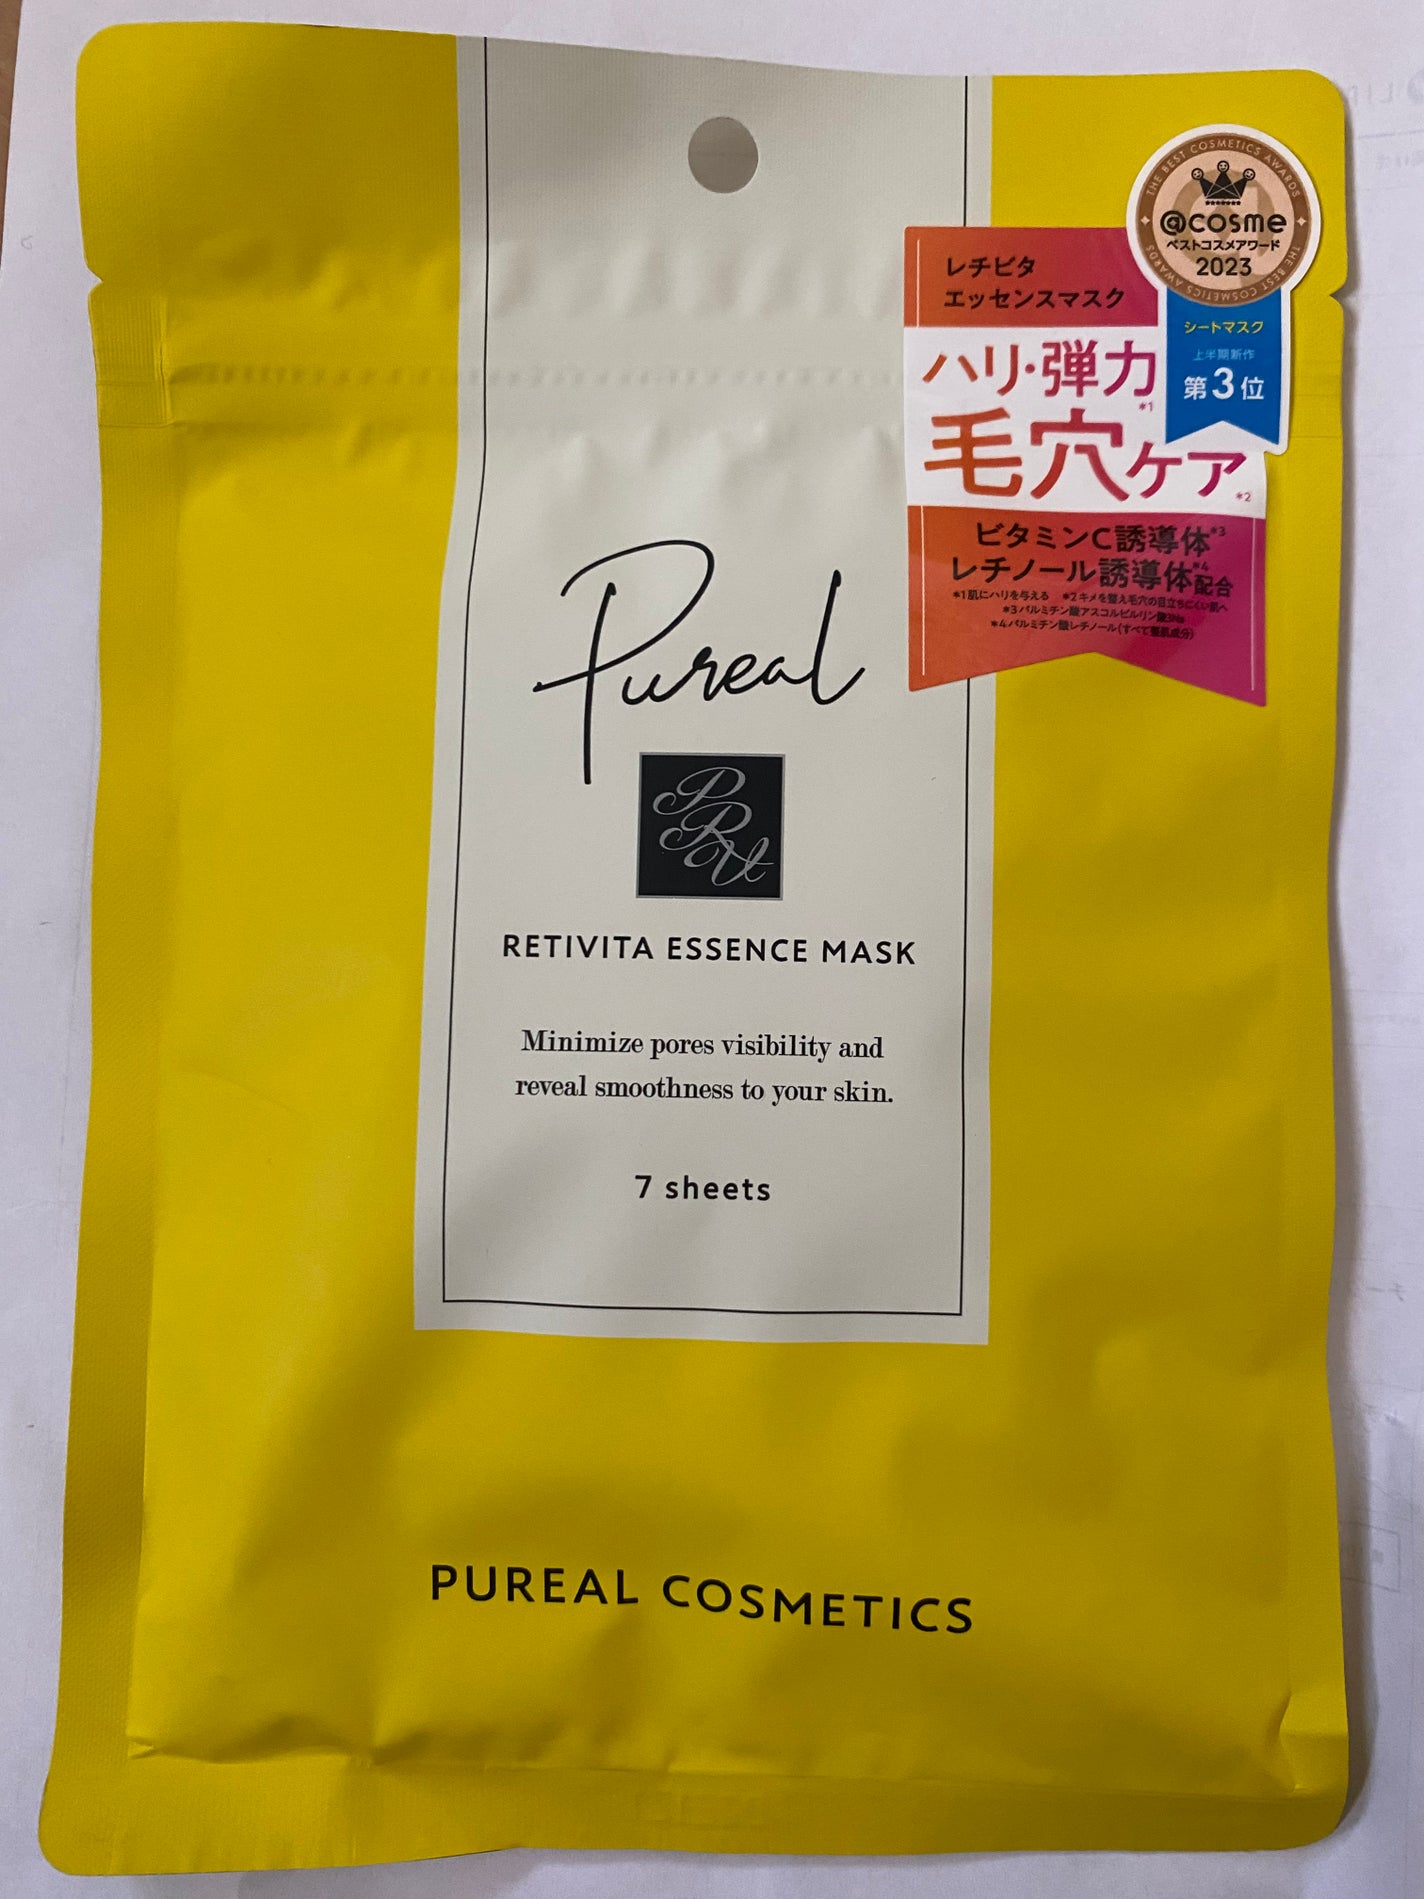 THE BEST COSMETICS AWARDS
@cosme
ベストコスメアワード
2023
THE BEST COSMETICS AWARDS
シートマスク
上半期新作
第3位
レチビタ
エッセンスマスク
ハリ・弾力*1
毛穴ケア*2
ビタミンC誘導体*3
レチノール誘導体*4配合
*1 肌にハリを与える *2 キメを整え毛穴の目立ちにくい肌へ
*3 パルミチン酸アスコルビルリン酸3Na
*4 パルミチン酸レチノール(すべて整肌成分)
Pureal
PRV
RETIVITA ESSENCE MASK
Minimize pores visibility and
reveal smoothness to your skin.
7 sheets
PUREAL COSMETICS